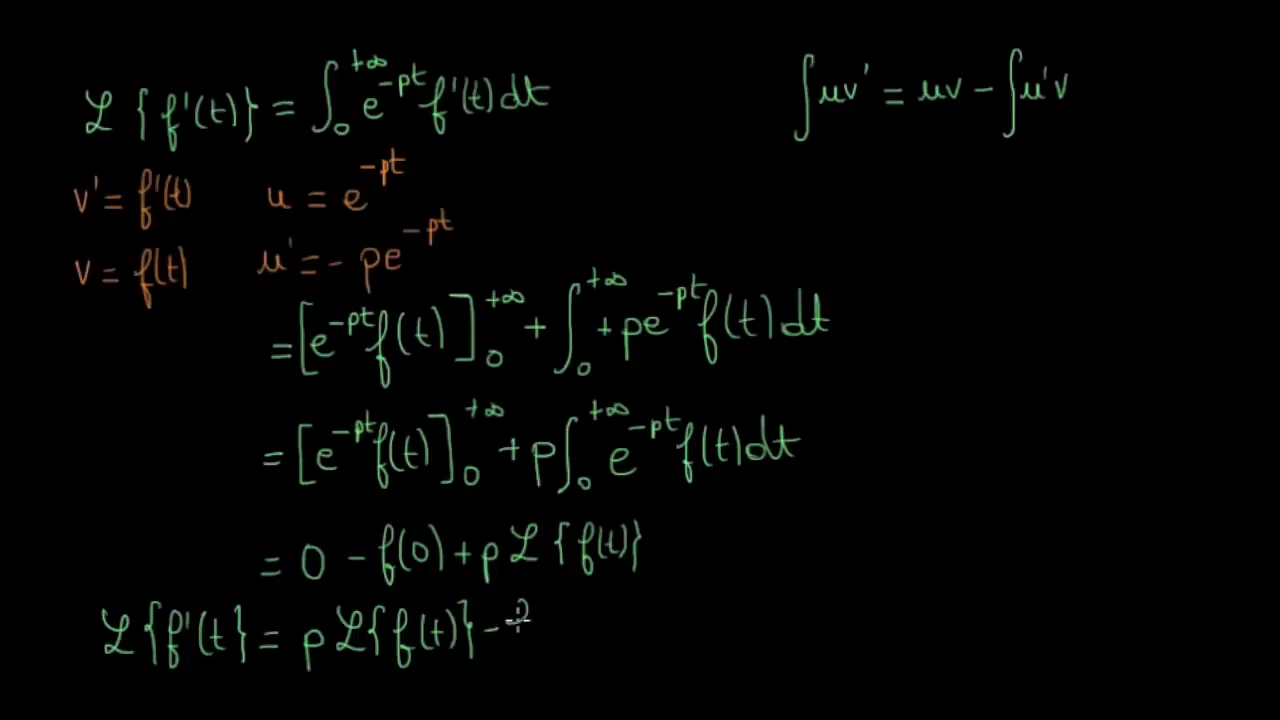 ℒ {f'(t)} = ∫₀^{+∞} e^{-pt} f'(t) dt
∫uv' = uv - ∫u'v
v' = f'(t) u = e^{-pt}
v = f(t) u' = - pe^{-pt}
= [e^{-pt} f(t)]₀^{+∞} + ∫₀^{+∞} + pe^{-pt} f(t) dt
= [e^{-pt} f(t)]₀^{+∞} + p∫₀^{+∞} e^{-pt} f(t) dt
= 0 - f(0) + p ℒ {f(t)}
ℒ{f'(t} = p ℒ{f(t)} -